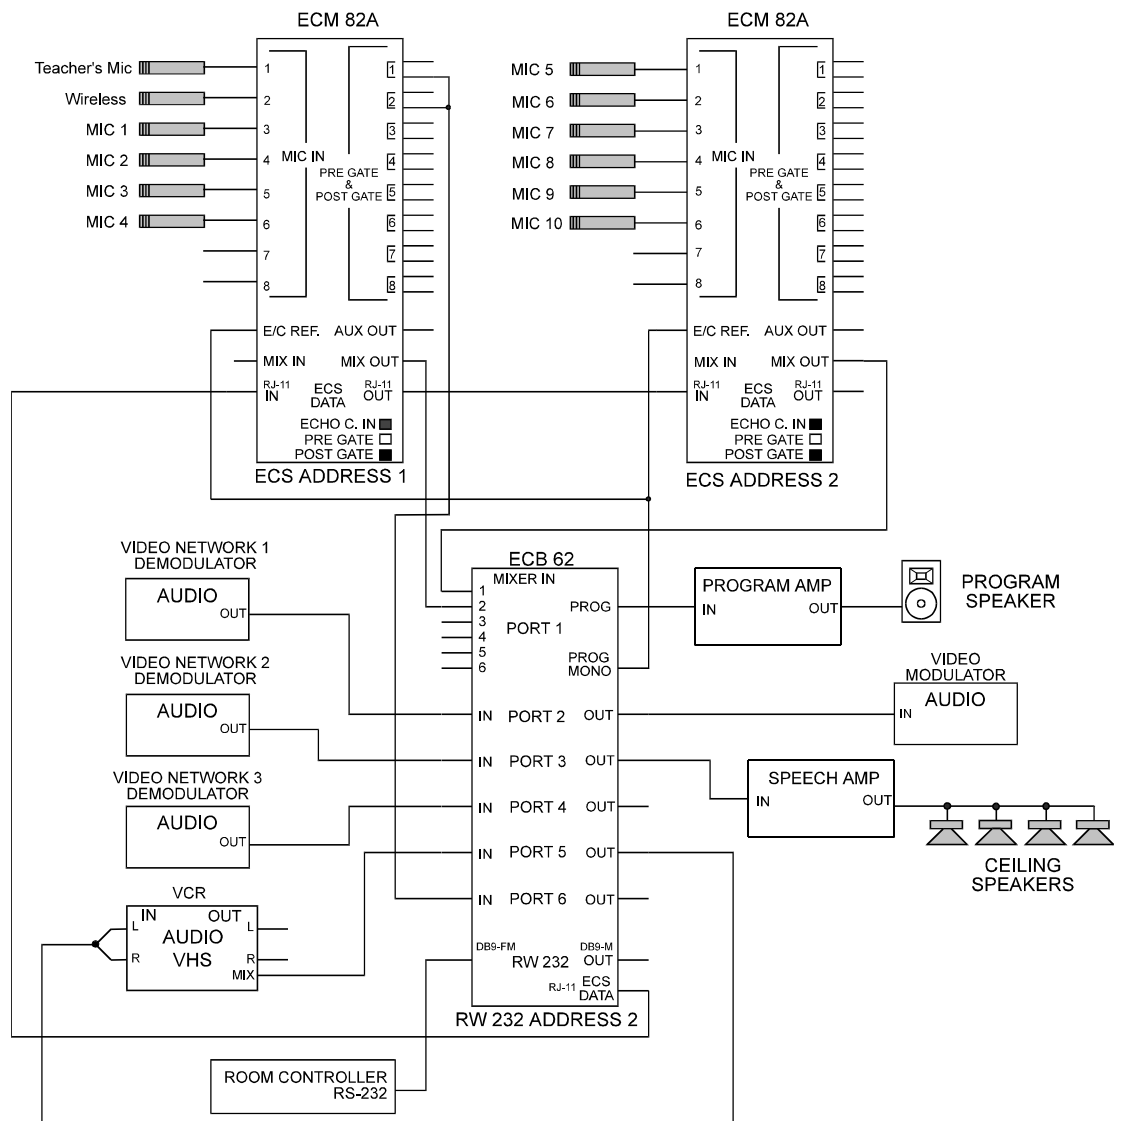 ECM 82A
Teacher's Mic
Wireless
MIC 1
MIC 2
MIC 3
MIC 4
1
2
3
4
5
6
7
8
MIC IN
PRE GATE
&
POST GATE
1
2
3
4
5
6
7
8
E/C REF.
AUX OUT
MIX IN
MIX OUT
RJ-11
IN
ECS
DATA
RJ-11
OUT
ECHO C. IN
PRE GATE
POST GATE
ECS ADDRESS 1
ECM 82A
MIC 5
MIC 6
MIC 7
MIC 8
MIC 9
MIC 10
1
2
3
4
5
6
7
8
MIC IN
PRE GATE
&
POST GATE
1
2
3
4
5
6
7
8
E/C REF.
AUX OUT
MIX IN
MIX OUT
RJ-11
IN
ECS
DATA
RJ-11
OUT
ECHO C. IN
PRE GATE
POST GATE
ECS ADDRESS 2
VIDEO NETWORK 1
DEMODULATOR
AUDIO
OUT
VIDEO NETWORK 2
DEMODULATOR
AUDIO
OUT
VIDEO NETWORK 3
DEMODULATOR
AUDIO
OUT
VCR
IN
OUT
L
AUDIO
L
R
VHS
R
MIX
ECB 62
MIXER IN
1
2
3
4
5
6
PORT 1
PROG
PROG
MONO
IN PORT 2 OUT
IN PORT 3 OUT
IN PORT 4 OUT
IN PORT 5 OUT
IN PORT 6 OUT
DB9-FM
RW 232
DB9-M
OUT
RJ-11
ECS
DATA
RW 232 ADDRESS 2
PROGRAM AMP
IN
OUT
PROGRAM
SPEAKER
VIDEO
MODULATOR
AUDIO
IN
SPEECH AMP
IN
OUT
CEILING
SPEAKERS
ROOM CONTROLLER
RS-232